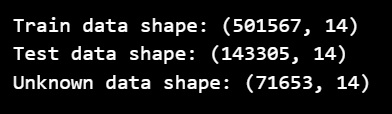 Train data shape: (501567, 14)
Test data shape: (143305, 14)
Unknown data shape: (71653, 14)